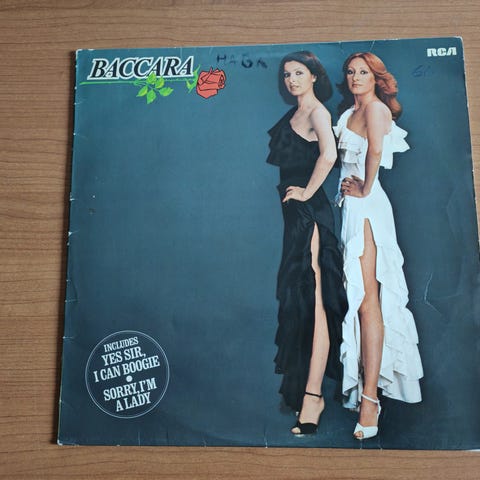 BACCARA
RCA
INCLUDES
YES SIR,
I CAN BOOGIE
SORRY, I'M
A LADY